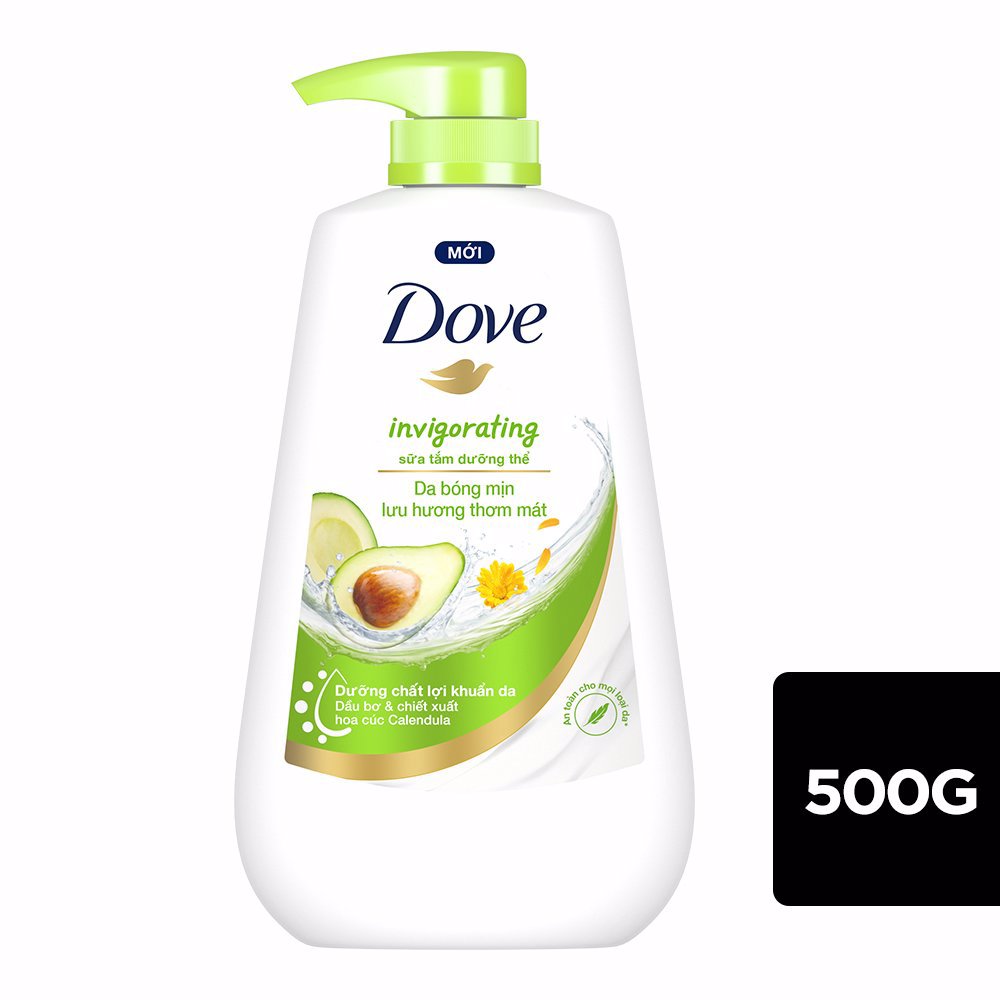 MỚI
Dove
invigorating
sữa tắm dưỡng thể
Da bóng mịn
lưu hương thơm mát
Dưỡng chất lợi khuẩn da
Dầu bơ & chiết xuất
hoa cúc Calendula
An toàn cho mọi loại da*
500G